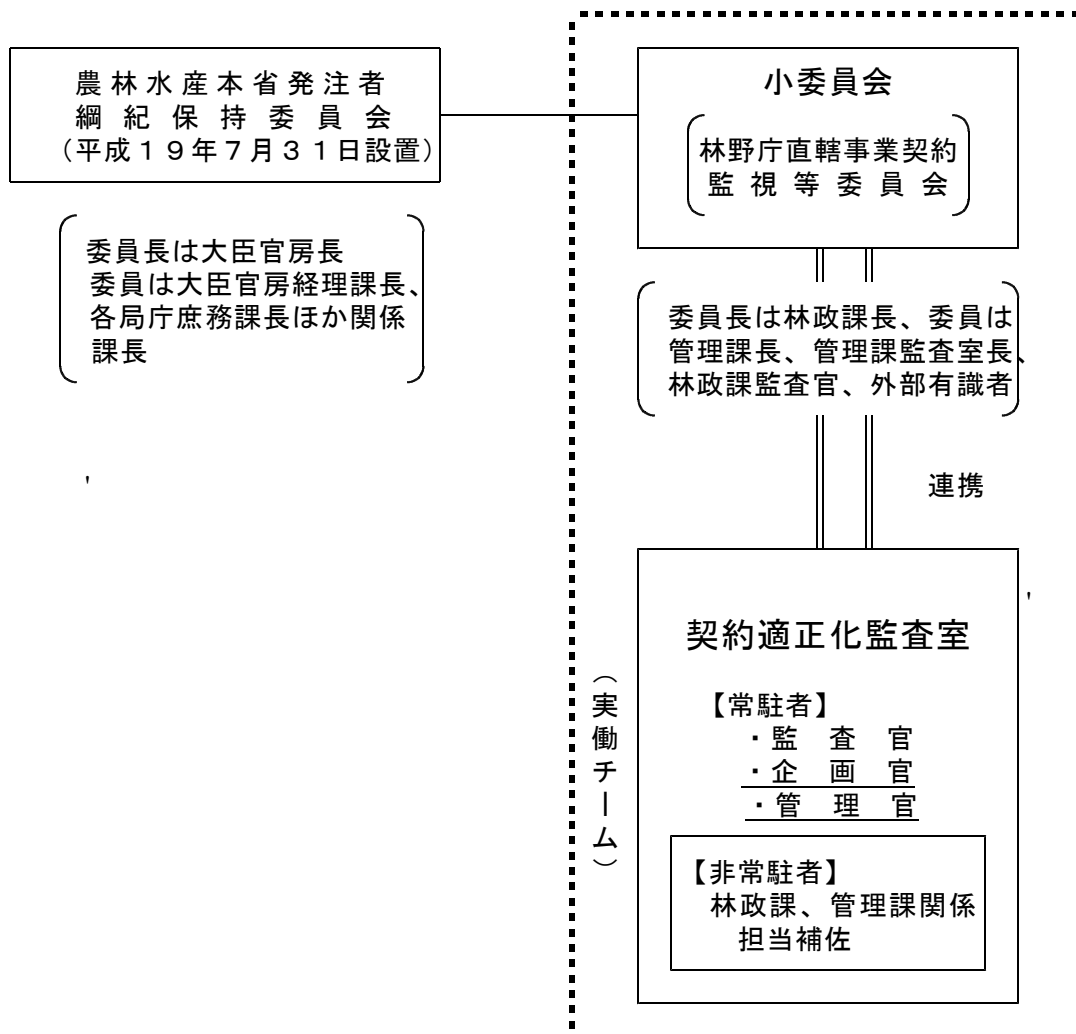 農林水産本省発注者
綱紀保持委員会
（平成１９年７月３１日設置）
委員長は大臣官房長
委員は大臣官房経理課長、
各局庁庶務課長ほか関係
課長
小委員会
林野庁直轄事業契約
監視等委員会
委員長は林政課長、委員は
管理課長、管理課監査室長、
林政課監査官、外部有識者
連携
（実働チーム）
契約適正化監査室
【常駐者】
・監　査　官
・企　画　官
・管　理　官
【非常駐者】
林政課、管理課関係
担当補佐